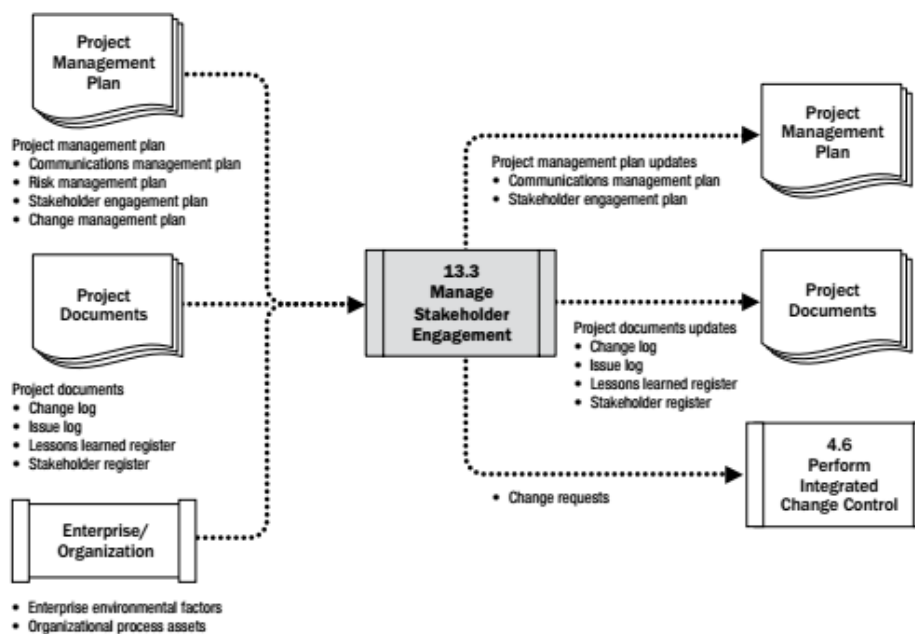 Project
Management
Plan
Project management plan
• Communications management plan
• Risk management plan
• Stakeholder engagement plan
• Change management plan
Project
Documents
Project documents
• Change log
• Issue log
• Lessons learned register
• Stakeholder register
Enterprise/
Organization
• Enterprise environmental factors
• Organizational process assets
13.3
Manage
Stakeholder
Engagement
Project management plan updates
• Communications management plan
• Stakeholder engagement plan
Project
Management
Plan
Project documents updates
• Change log
• Issue log
• Lessons learned register
• Stakeholder register
Project
Documents
• Change requests
4.6
Perform
Integrated
Change Control